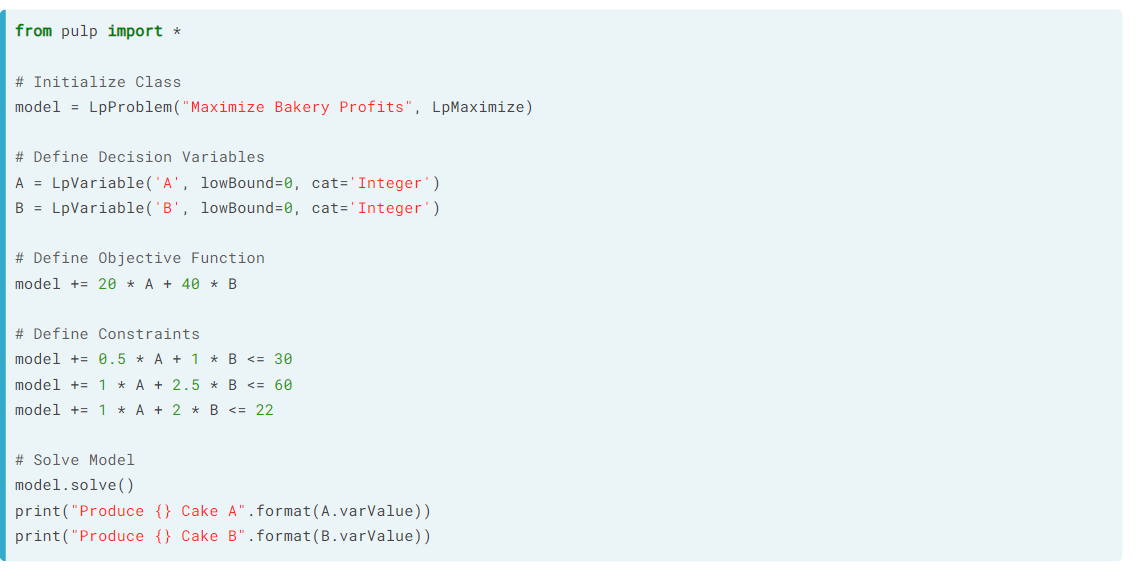 from pulp import *
# Initialize Class
model = LpProblem("Maximize Bakery Profits", LpMaximize)
# Define Decision Variables
A = LpVariable('A', lowBound=0, cat='Integer')
B = LpVariable('B', lowBound=0, cat='Integer')
# Define Objective Function
model += 20 * A + 40 * B
# Define Constraints
model += 0.5 * A + 1 * B <= 30
model += 1 * A + 2.5 * B <= 60
model += 1 * A + 2 * B <= 22
# Solve Model
model.solve()
print("Produce {} Cake A".format(A.varValue))
print("Produce {} Cake B".format(B.varValue))